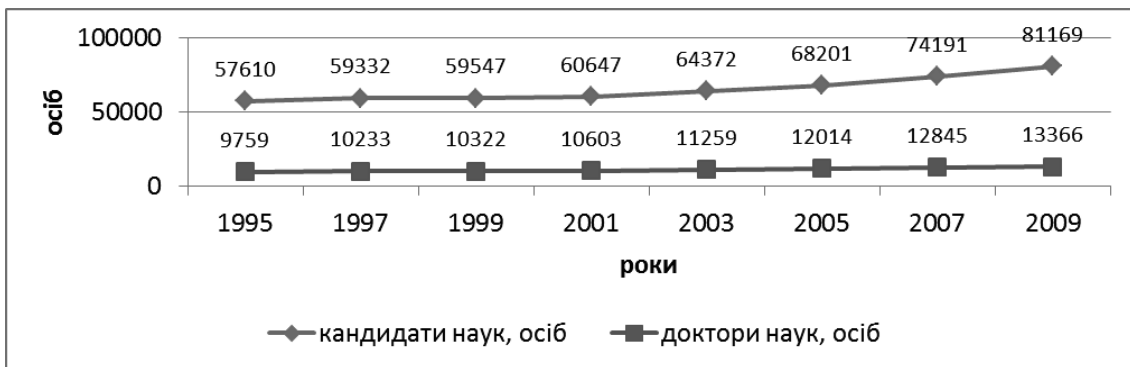 100000
50000
0
осіб
57610 59332 59547 60647 64372 68201 74191 81169
9759 10233 10322 10603 11259 12014 12845 13366
1995 1997 1999 2001 2003 2005 2007 2009
роки
кандидати наук, осіб доктори наук, осіб